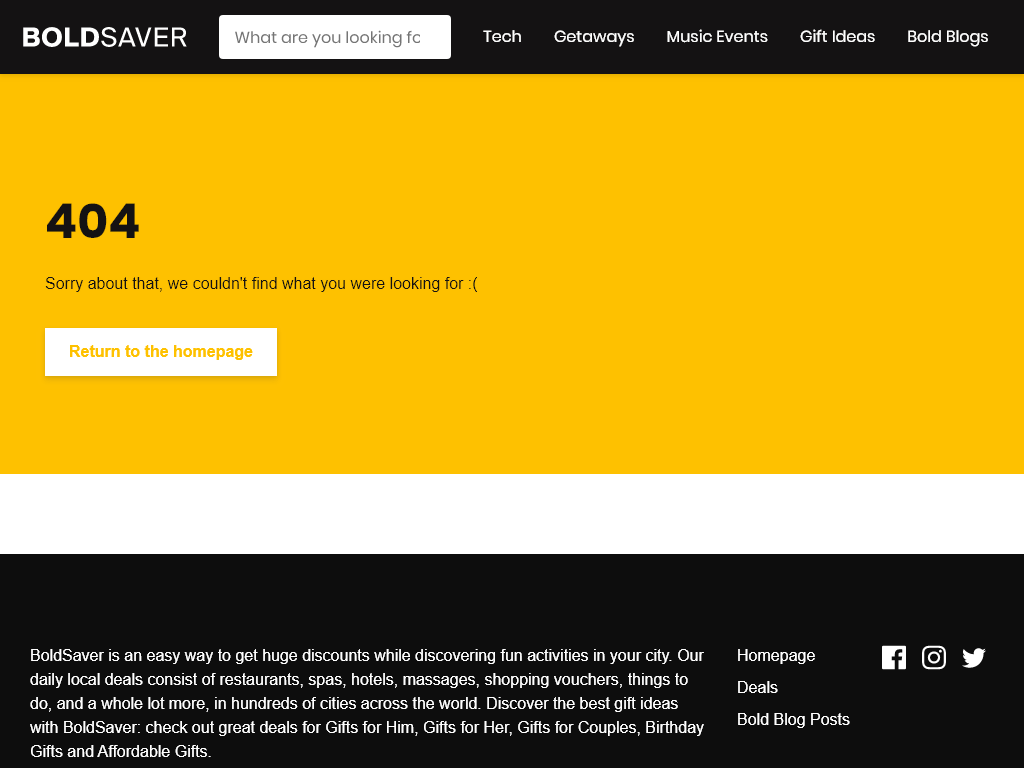 BOLDSAVER
What are you looking fo
Tech
Getaways
Music Events
Gift Ideas
Bold Blogs
404
Sorry about that, we couldn't find what you were looking for :(
Return to the homepage
BoldSaver is an easy way to get huge discounts while discovering fun activities in your city. Our
daily local deals consist of restaurants, spas, hotels, massages, shopping vouchers, things to
do, and a whole lot more, in hundreds of cities across the world. Discover the best gift ideas
with BoldSaver: check out great deals for Gifts for Him, Gifts for Her, Gifts for Couples, Birthday
Gifts and Affordable Gifts.
Homepage
Deals
Bold Blog Posts